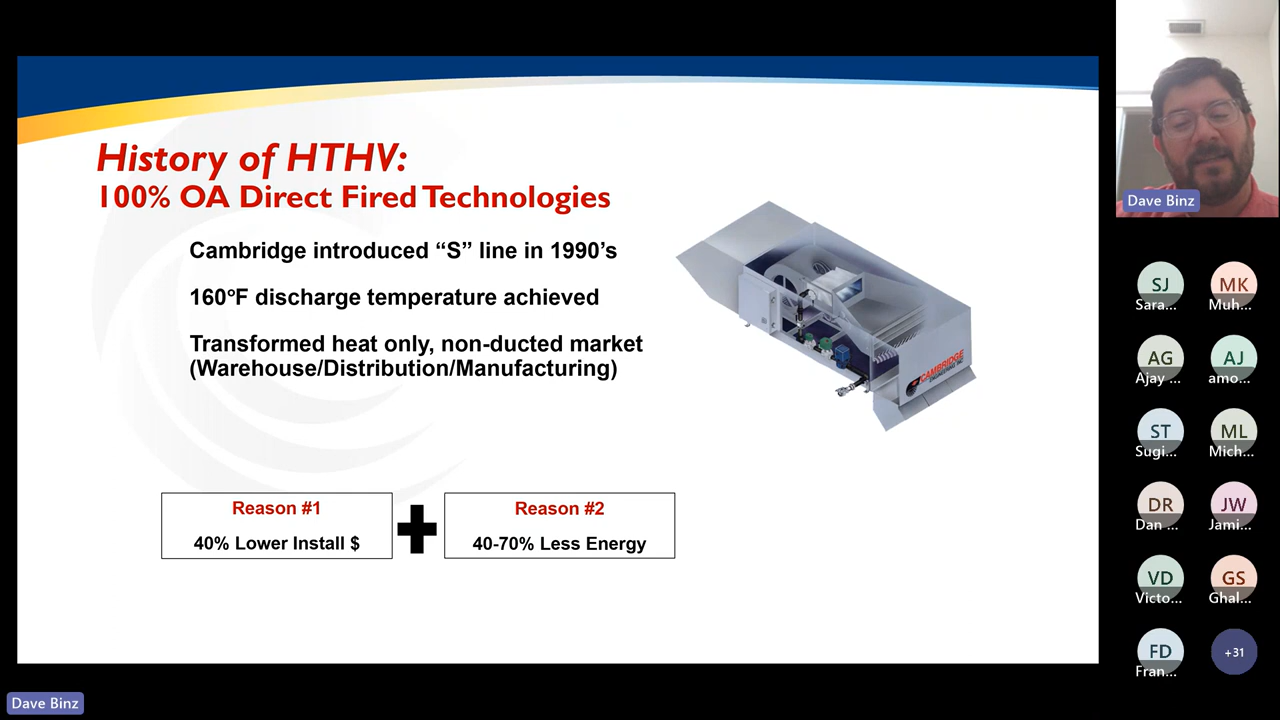 History of HTHV:
100% OA Direct Fired Technologies
Cambridge introduced “S” line in 1990’s
160°F discharge temperature achieved
Transformed heat only, non-ducted market
(Warehouse/Distribution/Manufacturing)
CAMBRIDGE
ENGINEERING INC
Reason #1
40% Lower Install $
Reason #2
40-70% Less Energy
Dave Binz
SJ
Sara...
MK
Muh...
AG
Ajay ...
AJ
amo...
ST
Sugi...
ML
Mich...
DR
Dan ...
JW
Jami...
VD
Victo...
GS
Ghal...
FD
Fran...
+31
Dave Binz